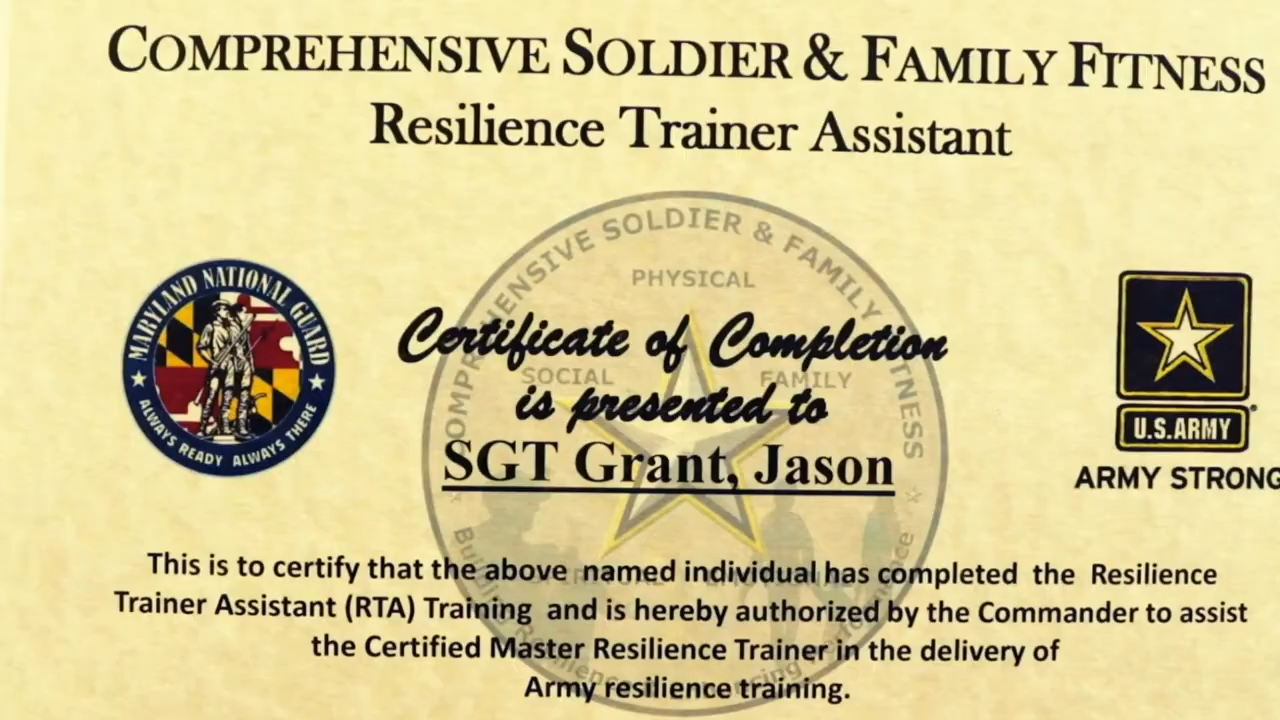 COMPREHENSIVE SOLDIER & FAMILY FITNESS
Resilience Trainer Assistant
COMPREHENSIVE SOLDIER & FAMILY FITNESS
PHYSICAL
MARYLAND NATIONAL GUARD
ALWAYS READY ALWAYS THERE
Certificate of Completion
SOCIAL FAMILY
is presented to
SGT Grant, Jason
U.S.ARMY
ARMY STRONG
This is to certify that the above named individual has completed the Resilience
Trainer Assistant (RTA) Training and is hereby authorized by the Commander to assist
the Certified Master Resilience Trainer in the delivery of
Army resilience training.